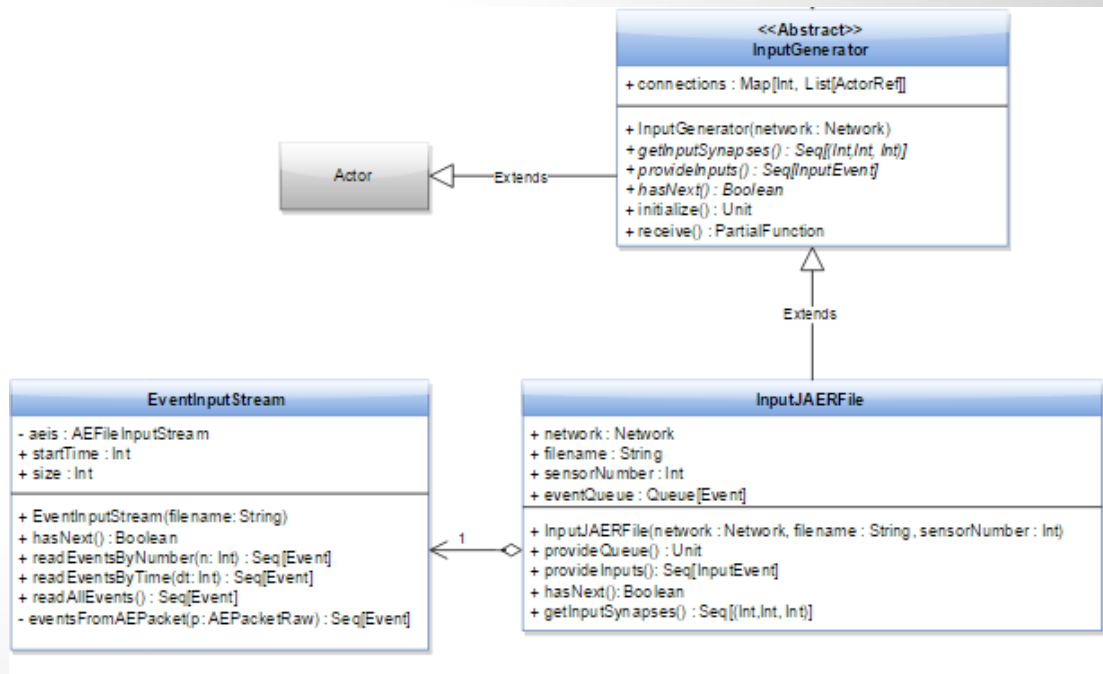 <<Abstract>>
InputGenerator
+ connections : Map[Int, List[ActorRef]]
+ InputGenerator(network : Network)
+ getInputSynapses() : Seq[(Int,Int, Int)]
+ provideInputs() : Seq[InputEvent]
+ hasNext() : Boolean
+ initialize() : Unit
+ receive() : PartialFunction
Actor
Extends
Extends
EventInputStream
- aeis : AEFileInputStream
+ startTime : Int
+ size : Int
+ EventInputStream(filename: String)
+ hasNext() : Boolean
+ readEventsByNumber(n: Int) : Seq[Event]
+ readEventsByTime(dt: Int) : Seq[Event]
+ readAllEvents() : Seq[Event]
- eventsFromAEPacket(p: AEPacketRaw) : Seq[Event]
1
InputJAERFile
+ network : Network
+ filename : String
+ sensorNumber : Int
+ eventQueue : Queue[Event]
+ InputJAERFile(network : Network, filename : String, sensorNumber : Int)
+ provideQueue() : Unit
+ provideInputs(): Seq[InputEvent]
+ hasNext(): Boolean
+ getInputSynapses() : Seq[(Int,Int, Int)]